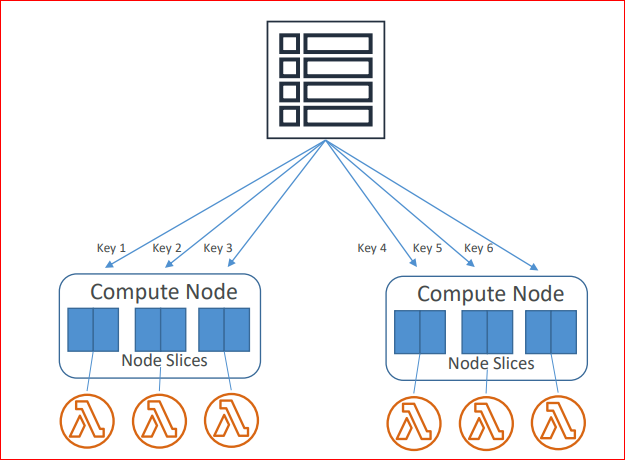 Key 1
Key 2
Key 3
Key 4
Key 5
Key 6
Compute Node
Node Slices
Compute Node
Node Slices